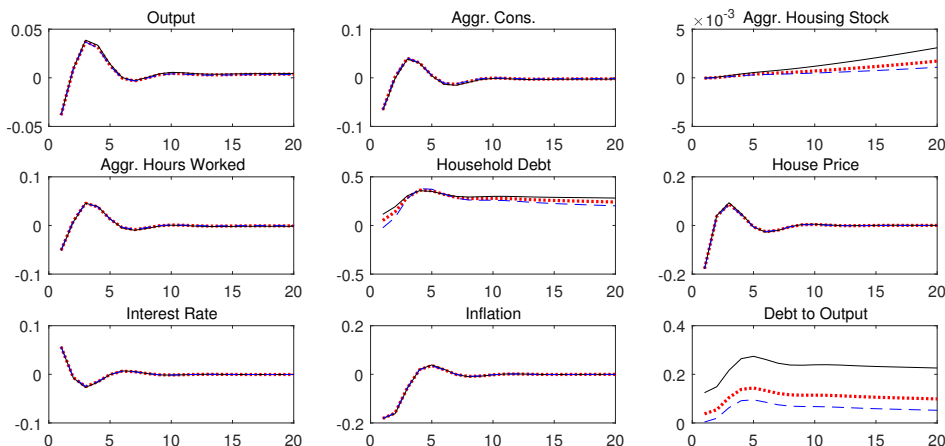 Output
0.05
0
-0.05
0 5 10 15 20
Aggr. Cons.
0.1
0
-0.1
0 5 10 15 20
Aggr. Housing Stock
×10⁻³
5
0
-5
0 5 10 15 20
Aggr. Hours Worked
0.1
0
-0.1
0 5 10 15 20
Household Debt
0.5
0
-0.5
0 5 10 15 20
House Price
0.2
0
-0.2
0 5 10 15 20
Interest Rate
0.1
0
-0.1
0 5 10 15 20
Inflation
0.2
0
-0.2
0 5 10 15 20
Debt to Output
0.4
0.2
0
0 5 10 15 20